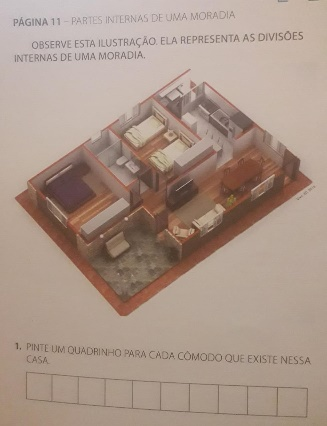 PÁGINA 11 – PARTES INTERNAS DE UMA MORADIA
OBSERVE ESTA ILUSTRAÇÃO. ELA REPRESENTA AS DIVISÕES
INTERNAS DE UMA MORADIA.
1. PINTE UM QUADRINHO PARA CADA CÔMODO QUE EXISTE NESSA
CASA.